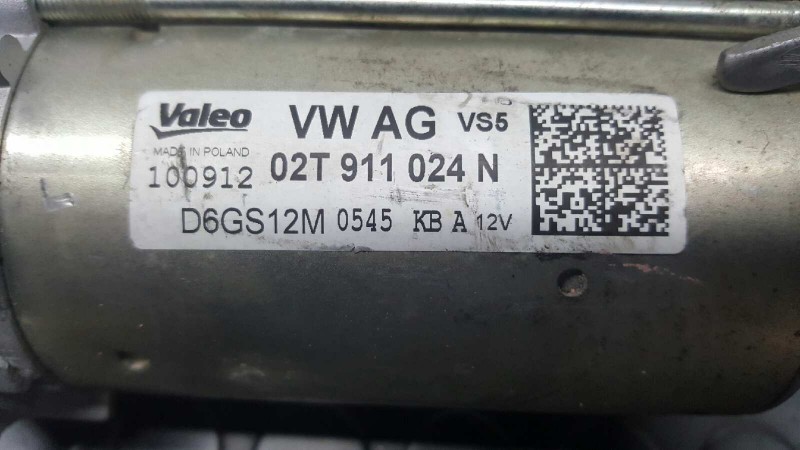 Valeo VW AG VS5
MADE IN POLAND
100912 02T 911 024 N
D6GS12M 0545 KB A 12V